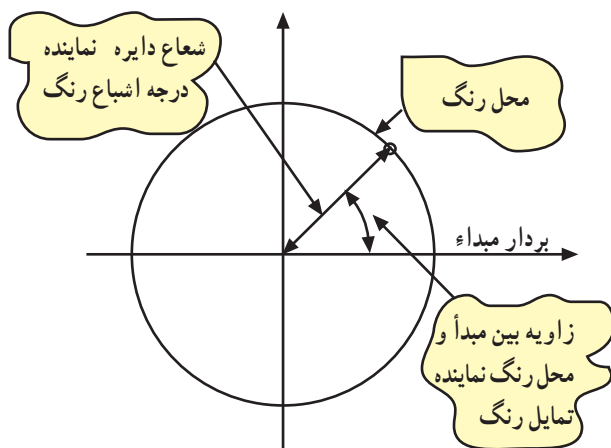 شعاع دایره نماینده
درجه اشباع رنگ
محل رنگ
بردار مبداء
زاویه بین مبدأ و
محل رنگ نماینده
تمایل رنگ